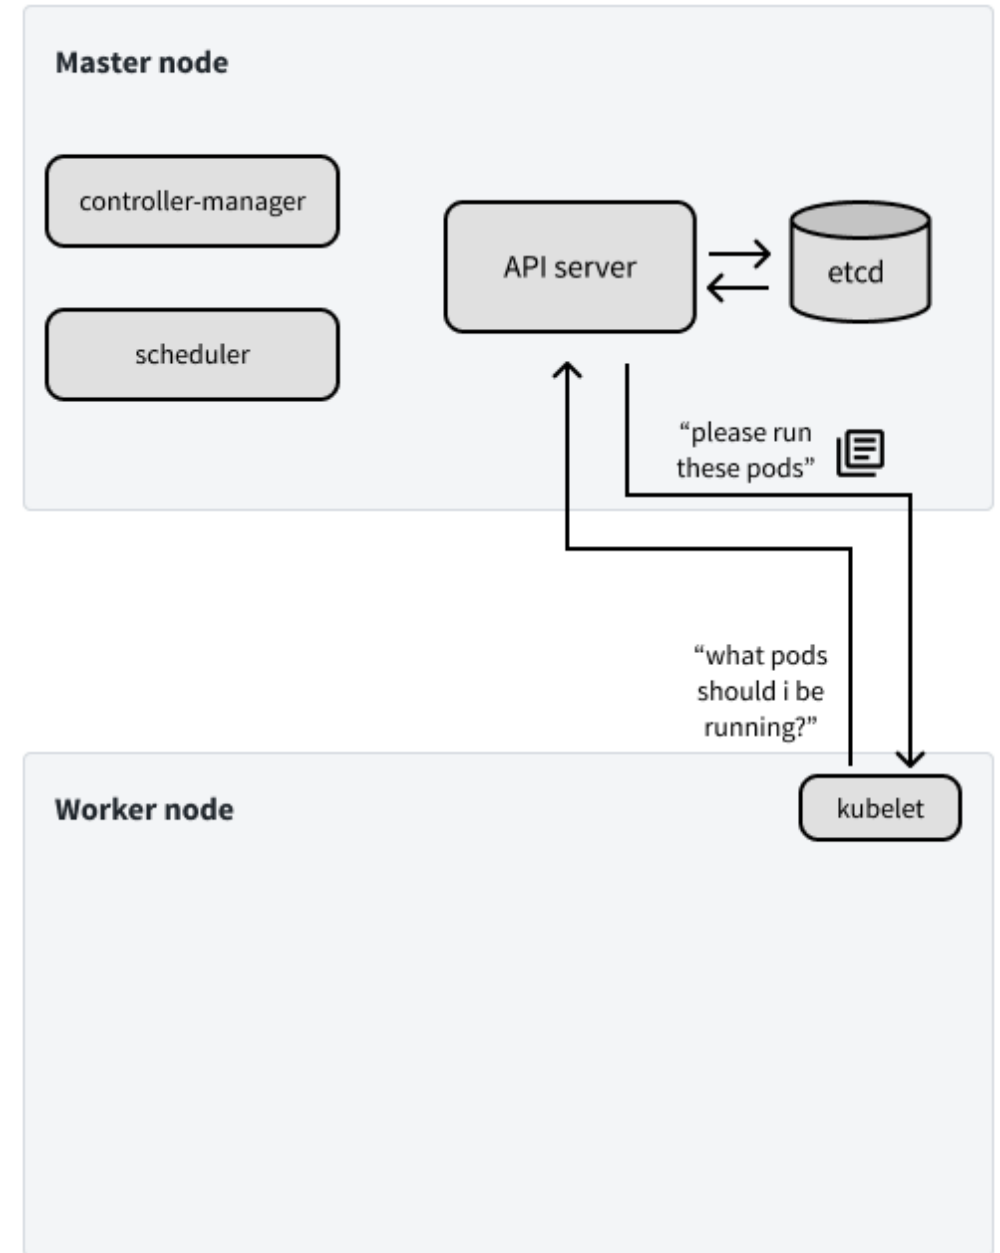 Master node
controller-manager
API server
etcd
scheduler
“please run
these pods”
“what pods
should i be
running?”
Worker node
kubelet